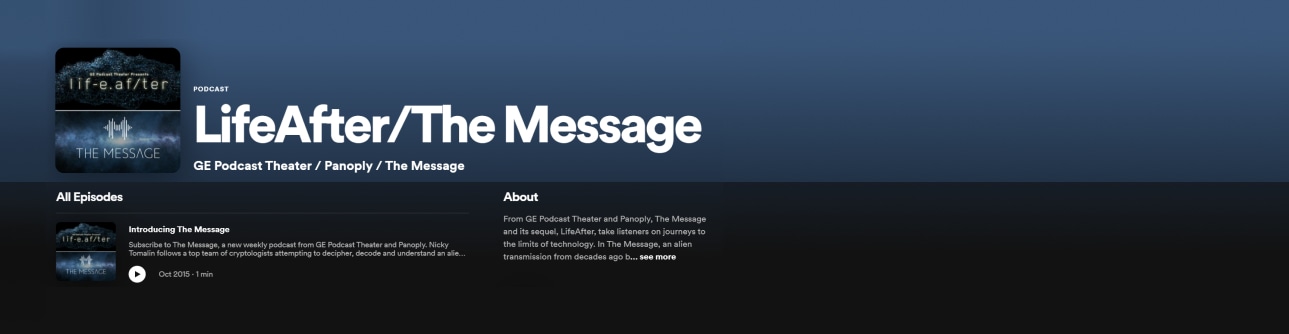 GE Podcast Theater Presents
lif-e.af/ter
THE MESSAGE
PODCAST
LifeAfter/The Message
GE Podcast Theater / Panoply / The Message
All Episodes
lif-e.af/ter
THE MESSAGE
Introducing The Message
Subscribe to The Message, a new weekly podcast from GE Podcast Theater and Panoply. Nicky
Tomalin follows a top team of cryptologists attempting to decipher, decode and understand an alie...
Oct 2015 · 1 min
About
From GE Podcast Theater and Panoply, The Message
and its sequel, LifeAfter, take listeners on journeys to
the limits of technology. In The Message, an alien
transmission from decades ago b... see more